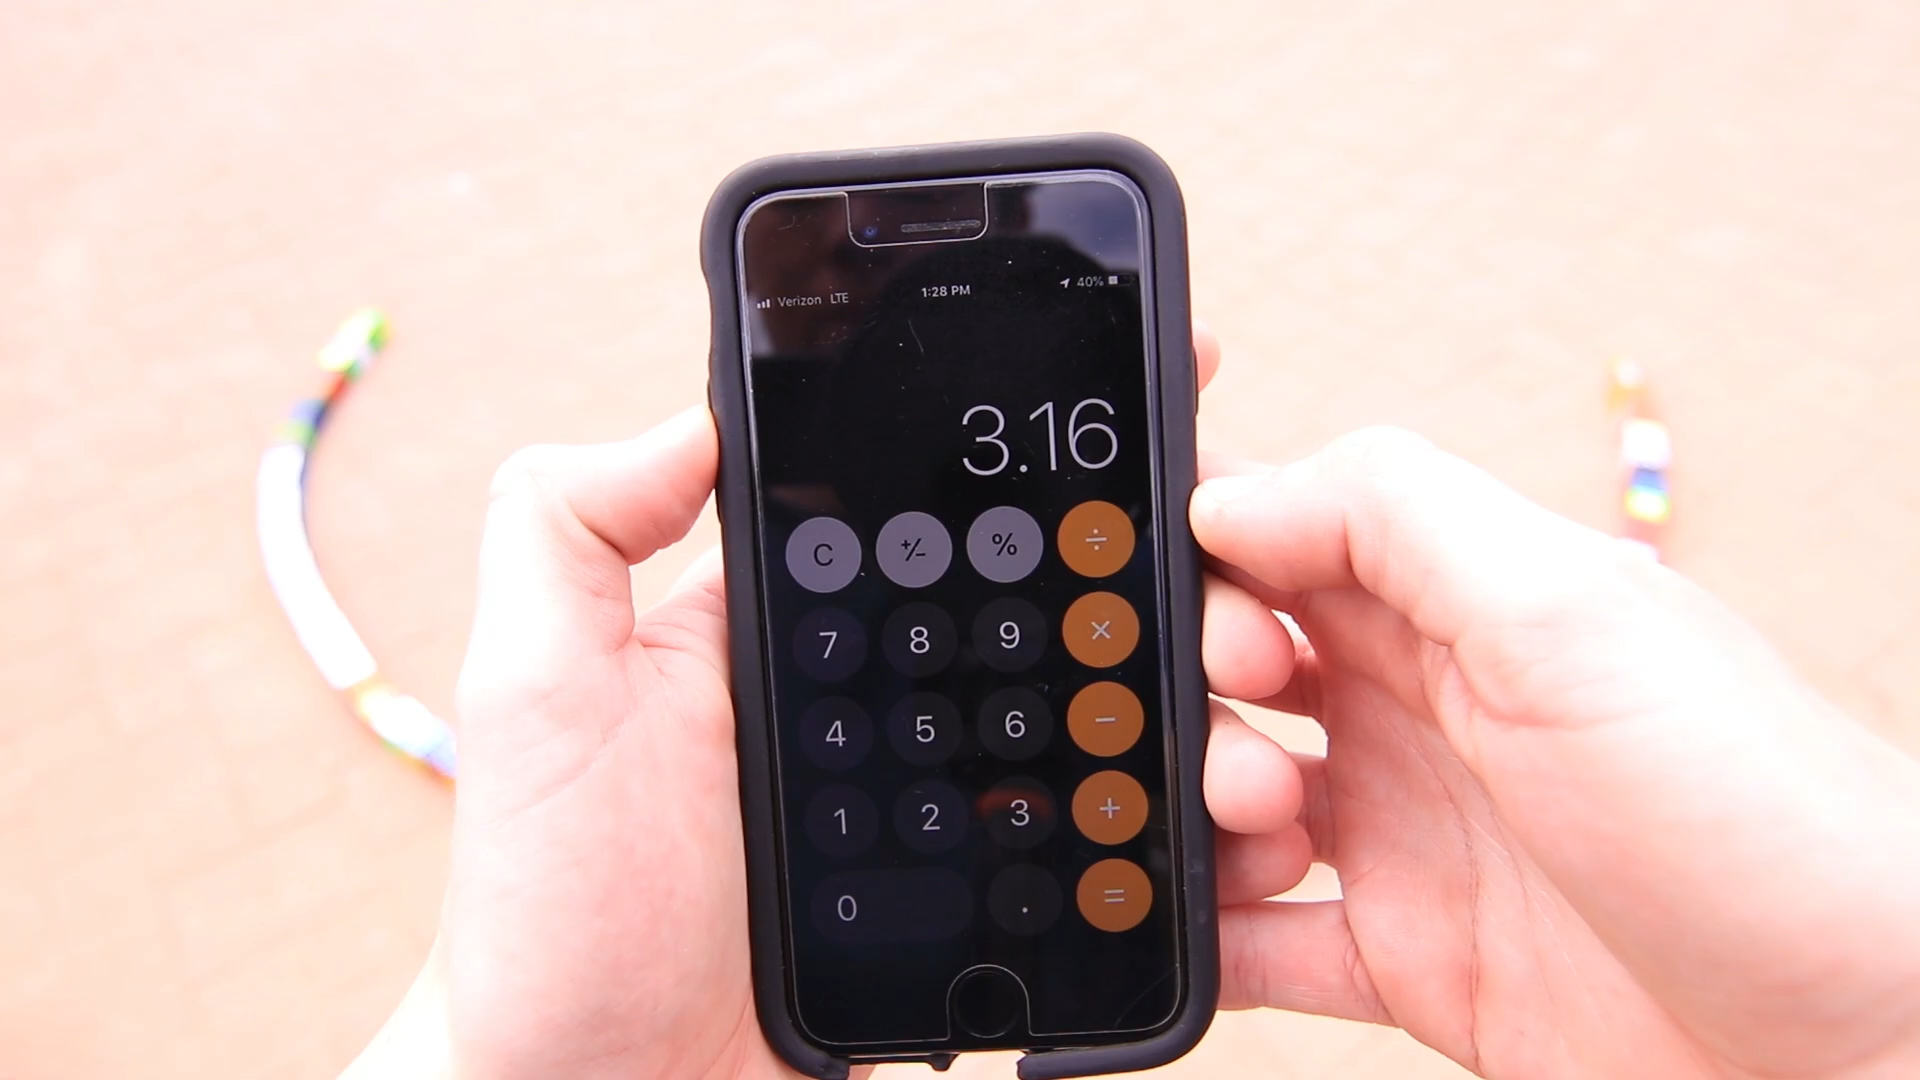 Verizon LTE 1:28 PM 40%
3.16
C +/- % ÷
7 8 9 ×
4 5 6 −
1 2 3 +
0 . =